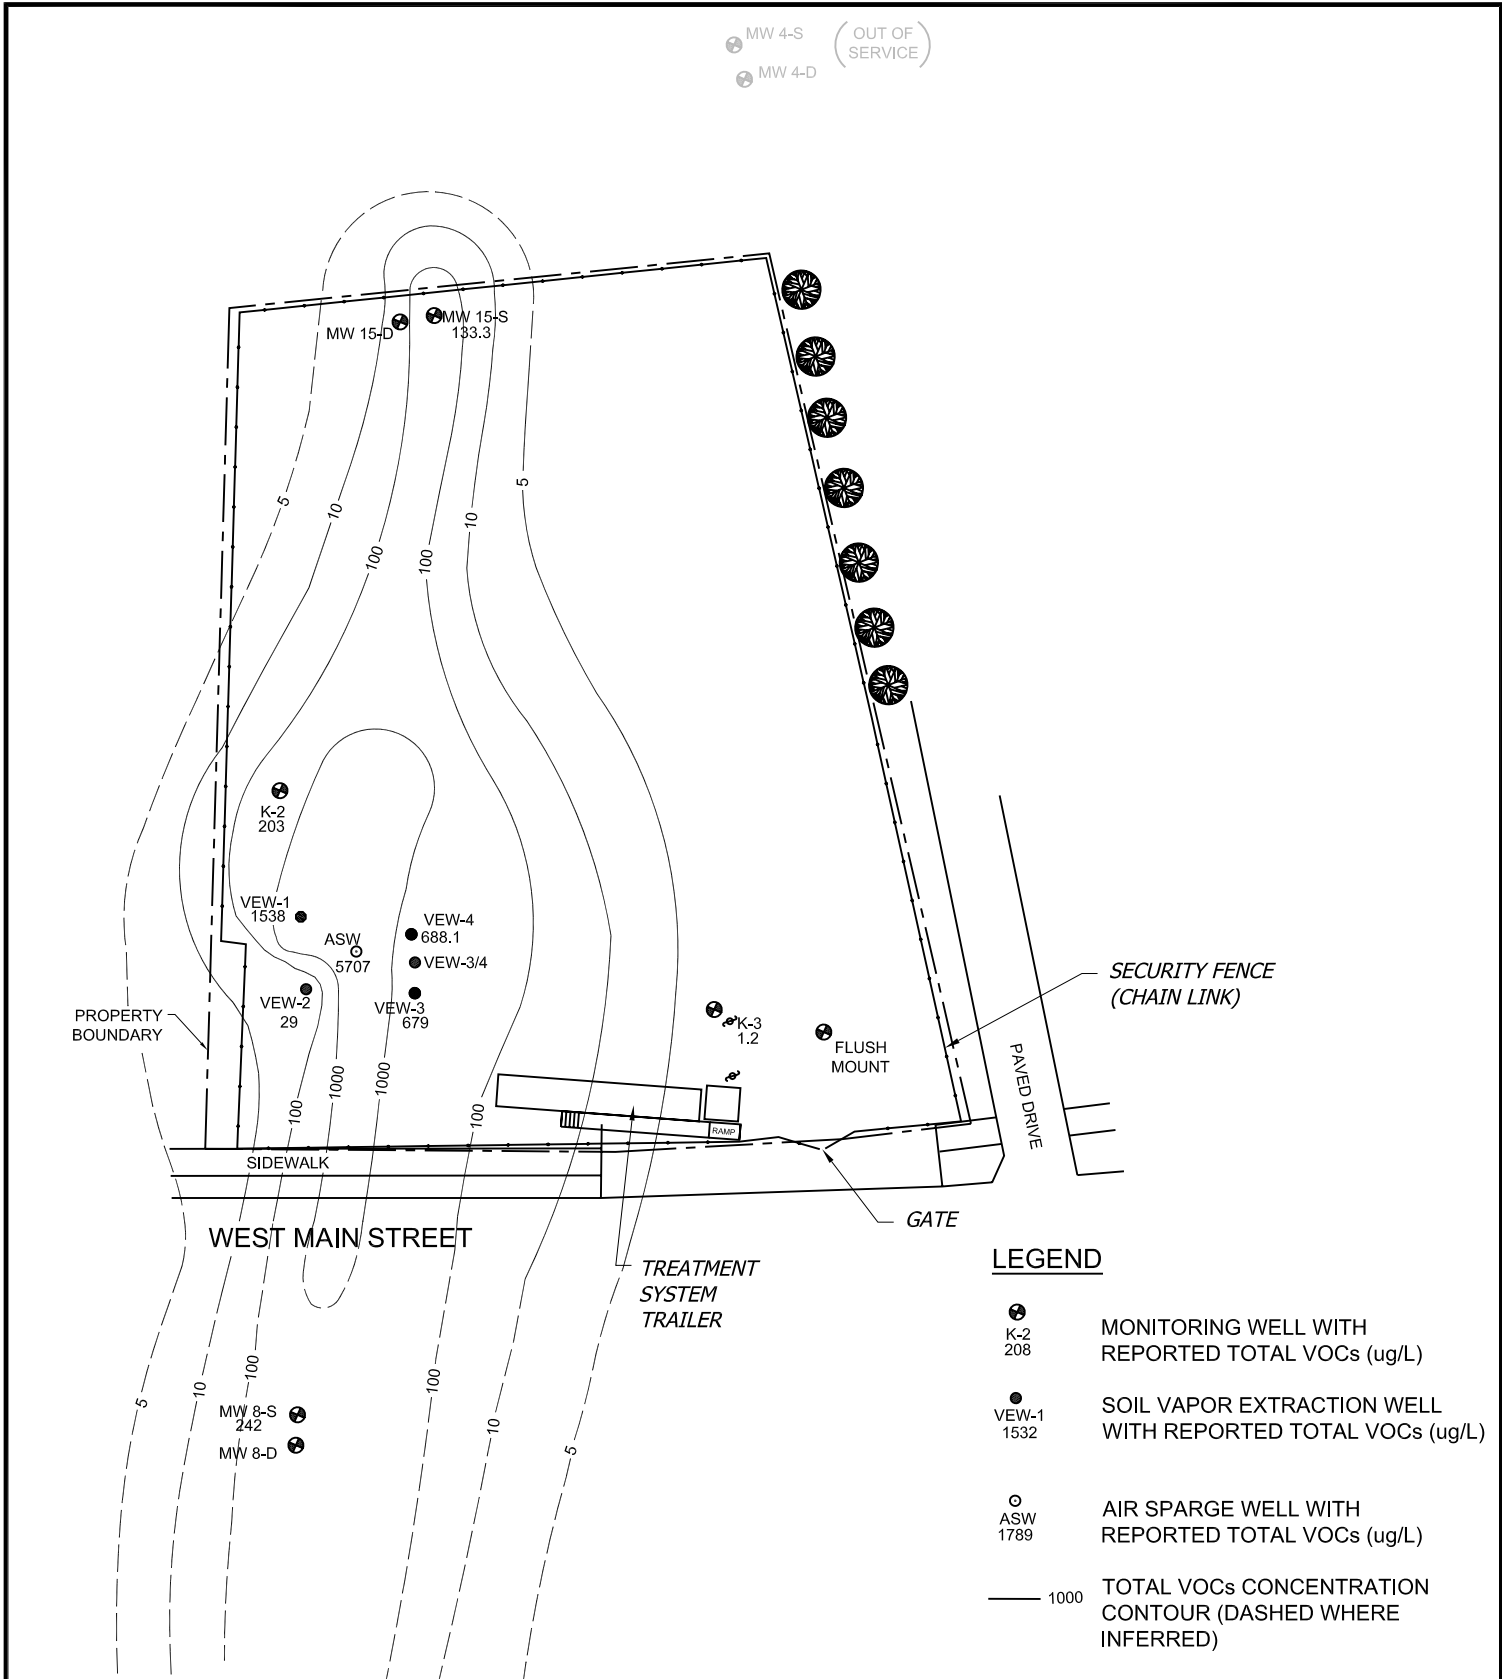 MW 4-S
OUT OF
SERVICE
MW 4-D
MW 15-S
133.3
MW 15-D
5
10
100
100
10
5
K-2
203
VEW-1
1538
ASW
5707
VEW-4
688.1
VEW-3/4
VEW-2
29
VEW-3
679
K-3
1.2
FLUSH
MOUNT
SECURITY FENCE
(CHAIN LINK)
PROPERTY
BOUNDARY
100
1000
1000
100
RAMP
PAVED DRIVE
SIDEWALK
WEST MAIN STREET
GATE
TREATMENT
SYSTEM
TRAILER
5
10
100
100
10
5
MW 8-S
242
MW 8-D
LEGEND
K-2
208
MONITORING WELL WITH
REPORTED TOTAL VOCs (ug/L)
VEW-1
1532
SOIL VAPOR EXTRACTION WELL
WITH REPORTED TOTAL VOCs (ug/L)
ASW
1789
AIR SPARGE WELL WITH
REPORTED TOTAL VOCs (ug/L)
1000
TOTAL VOCs CONCENTRATION
CONTOUR (DASHED WHERE
INFERRED)